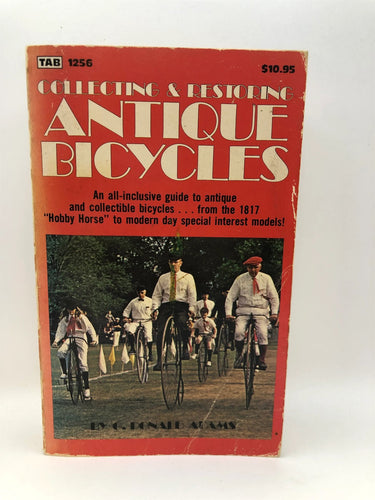 TAB 1256
$10.95
COLLECTING & RESTORING
ANTIQUE
BICYCLES
An all-inclusive guide to antique
and collectible bicycles . . . from the 1817
"Hobby Horse" to modern day special interest models!
BY G. DONALD ADAMS